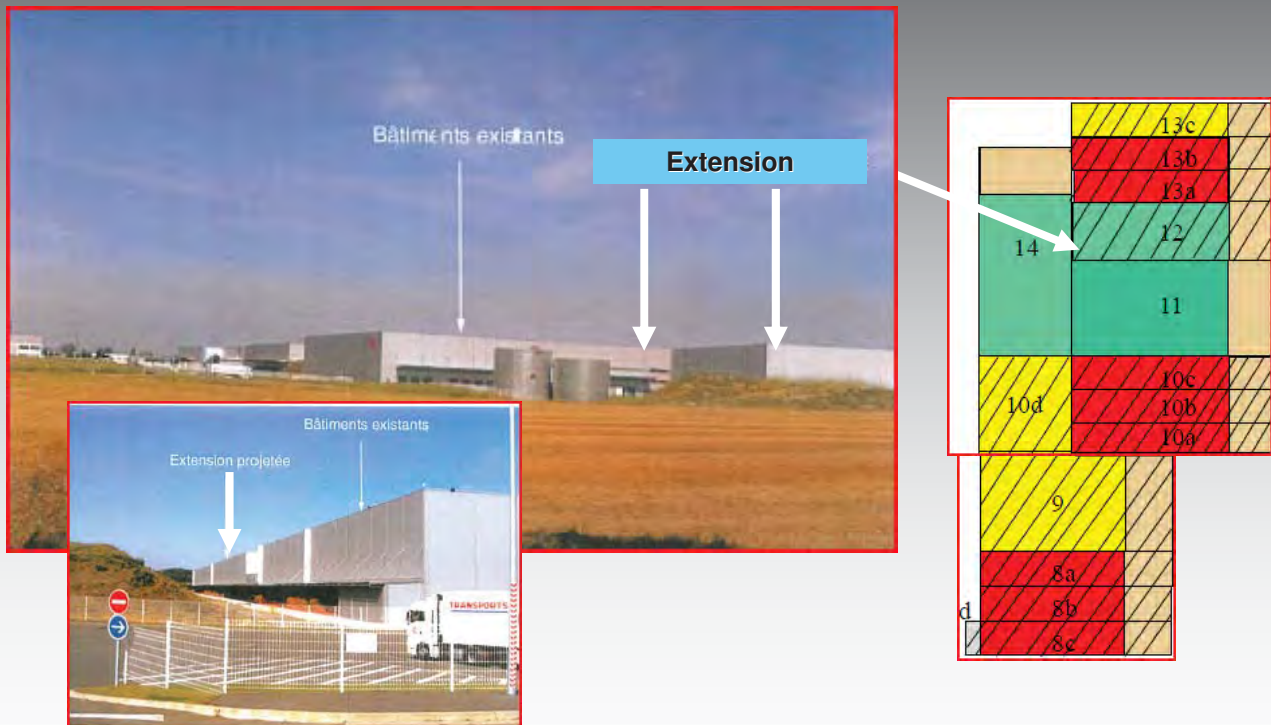 Bâtiments existants
Extension
Bâtiments existants
Extension projetée
TRANSPORTS
13c
13b
13a
12
14
11
10c
10d
10b
10a
9
8a
8b
d
8c